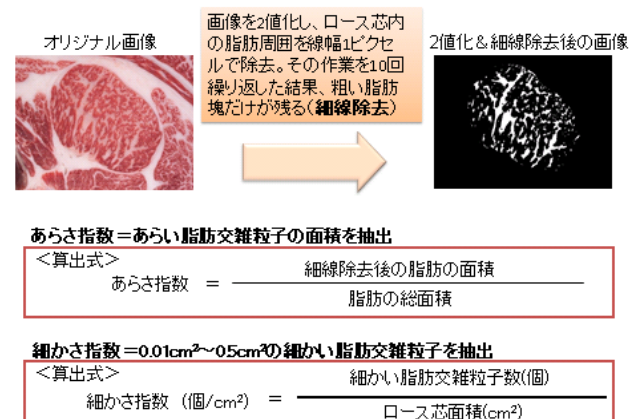 オリジナル画像
画像を2値化し、ロース芯内
の脂肪周囲を線幅1ピクセ
ルで除去。その作業を10回
繰り返した結果、粗い脂肪
塊だけが残る(細線除去)
2値化&細線除去後の画像
あらさ指数=あらい脂肪交雑粒子の面積を抽出
<算出式>
あらさ指数 = 細線除去後の脂肪の面積
脂肪の総面積
細かさ指数=0.01cm²~05cm²の細かい脂肪交雑粒子を抽出
<算出式>
細かさ指数 (個/cm²) = 細かい脂肪交雑粒子数(個)
ロース芯面積(cm²)